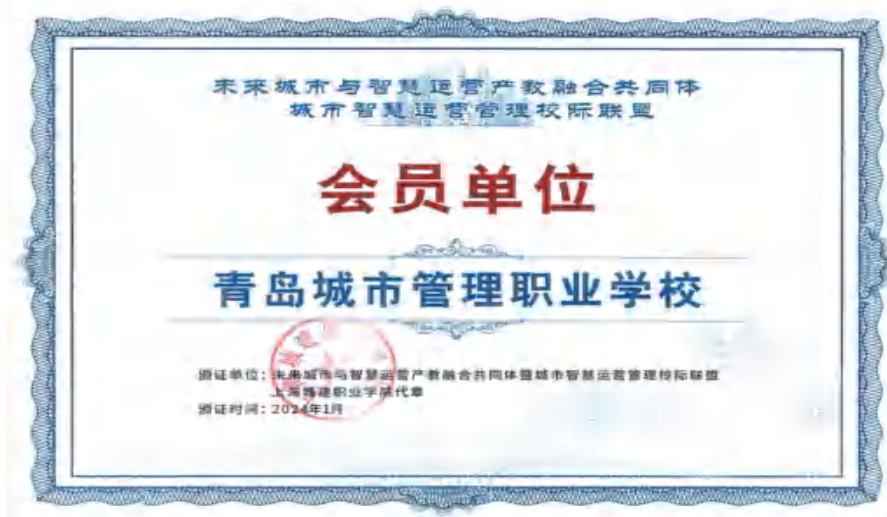 未来城市与智慧运营产教融合共同体
城市智慧运营管理校际联盟
会员单位
青岛城市管理职业学校
颁证单位：未来城市与智慧运营产教融合共同体暨城市智慧运营管理校际联盟
上海城建职业学院代章
颁证时间：2024年1月